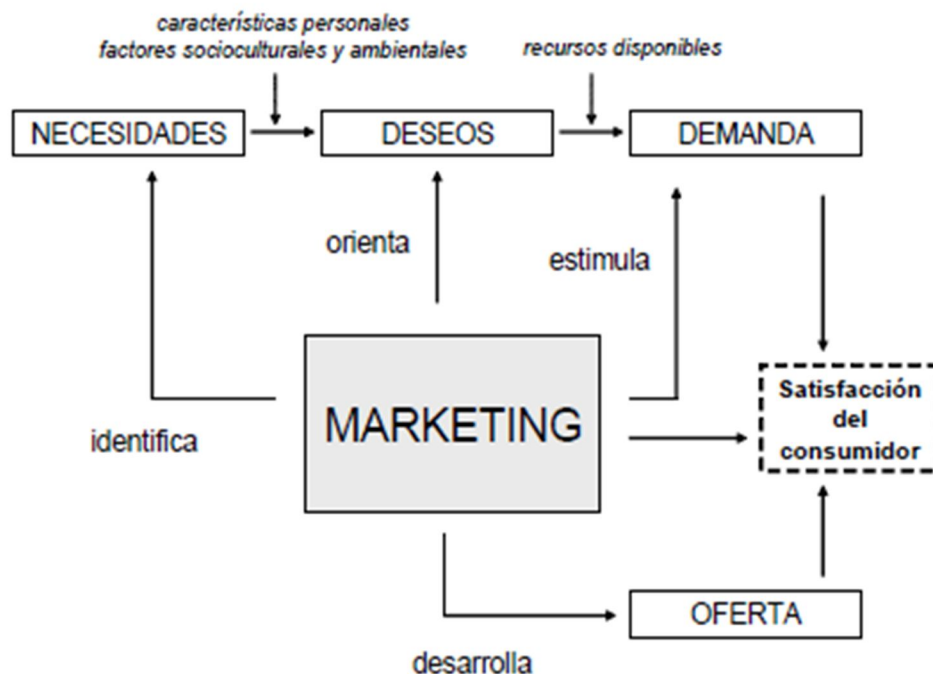 características personales
factores socioculturales y ambientales
recursos disponibles
NECESIDADES
DESEOS
DEMANDA
orienta
estimula
identifica
MARKETING
Satisfacción
del
consumidor
OFERTA
desarrolla